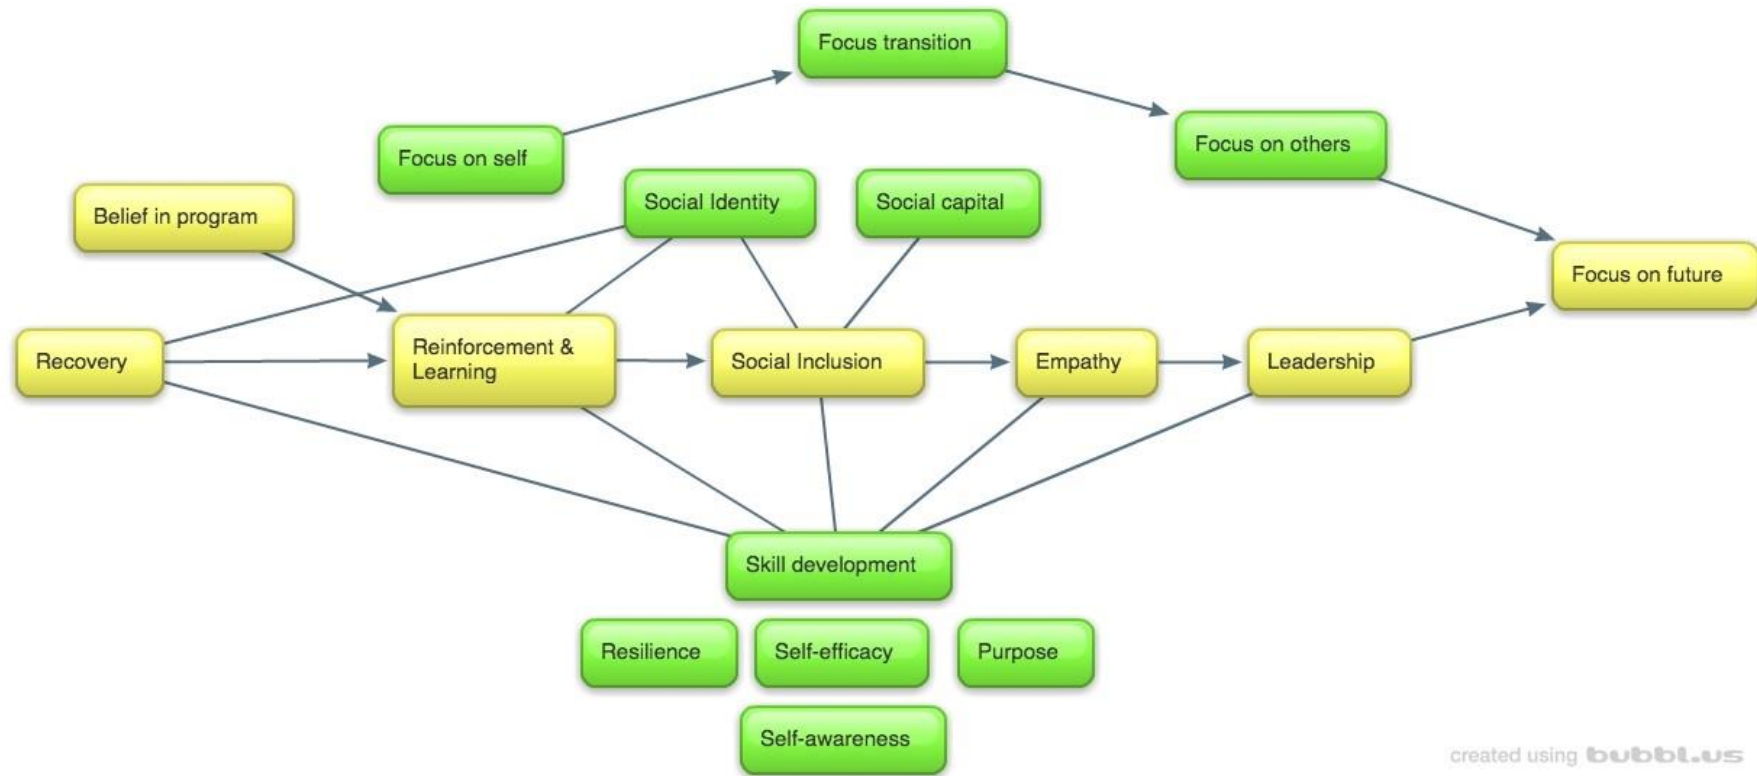 Focus transition
Focus on others
Focus on self
Social Identity
Social capital
Belief in program
Focus on future
Recovery
Reinforcement &
Learning
Social Inclusion
Empathy
Leadership
Skill development
Resilience
Self-efficacy
Purpose
Self-awareness
created using bubbl.us